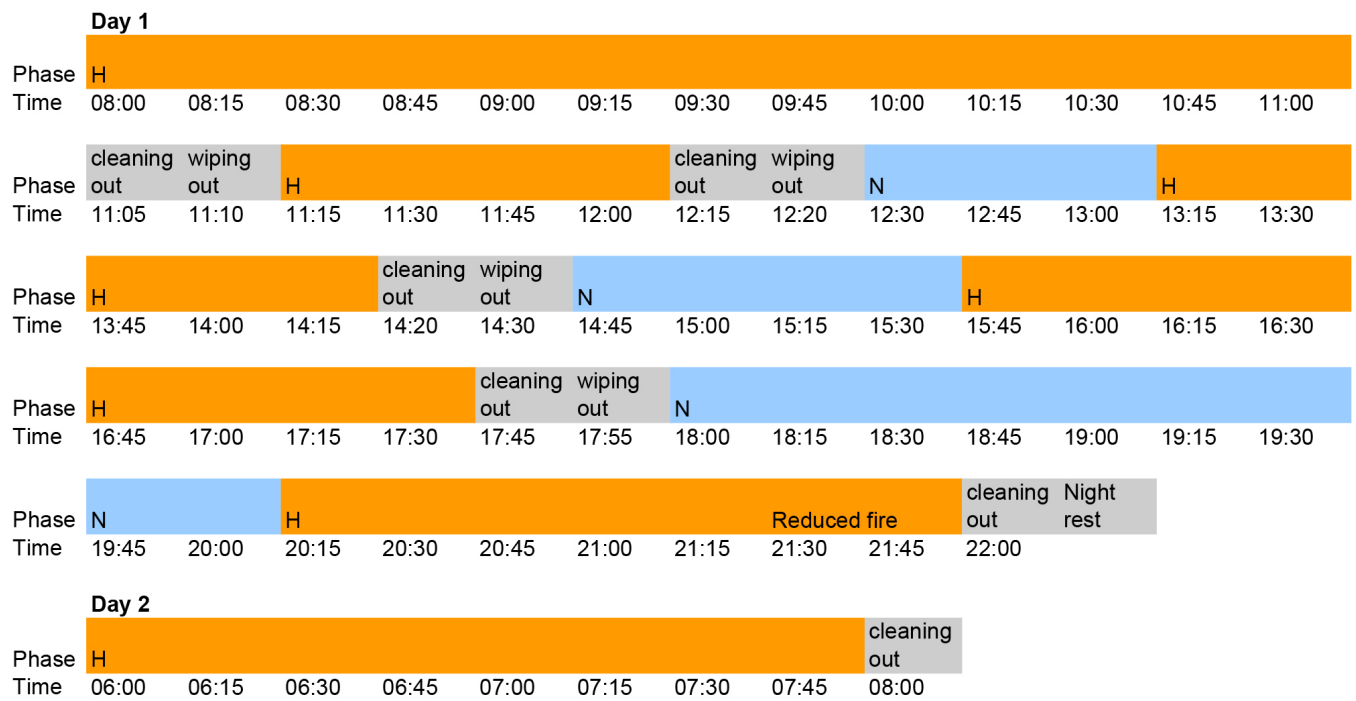 Day 1
Phase H
Time 08:00 08:15 08:30 08:45 09:00 09:15 09:30 09:45 10:00 10:15 10:30 10:45 11:00
cleaning wiping cleaning wiping
Phase out out H out out N H
Time 11:05 11:10 11:15 11:30 11:45 12:00 12:15 12:20 12:30 12:45 13:00 13:15 13:30
cleaning wiping
Phase H out out N H
Time 13:45 14:00 14:15 14:20 14:30 14:45 15:00 15:15 15:30 15:45 16:00 16:15 16:30
cleaning wiping
Phase H out out N
Time 16:45 17:00 17:15 17:30 17:45 17:55 18:00 18:15 18:30 18:45 19:00 19:15 19:30
cleaning Night
Phase N H Reduced fire out rest
Time 19:45 20:00 20:15 20:30 20:45 21:00 21:15 21:30 21:45 22:00
Day 2
cleaning
Phase H out
Time 06:00 06:15 06:30 06:45 07:00 07:15 07:30 07:45 08:00